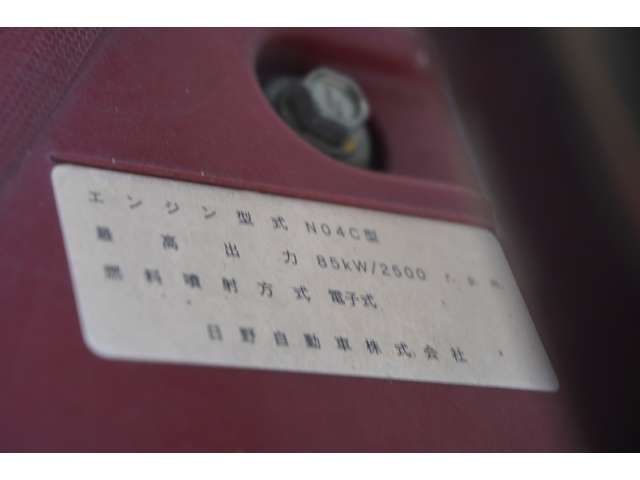 エンジン型式 N04C型
最高出力 85kW/2500 r.p.m.
燃料噴射方式 電子式
日野自動車株式会社